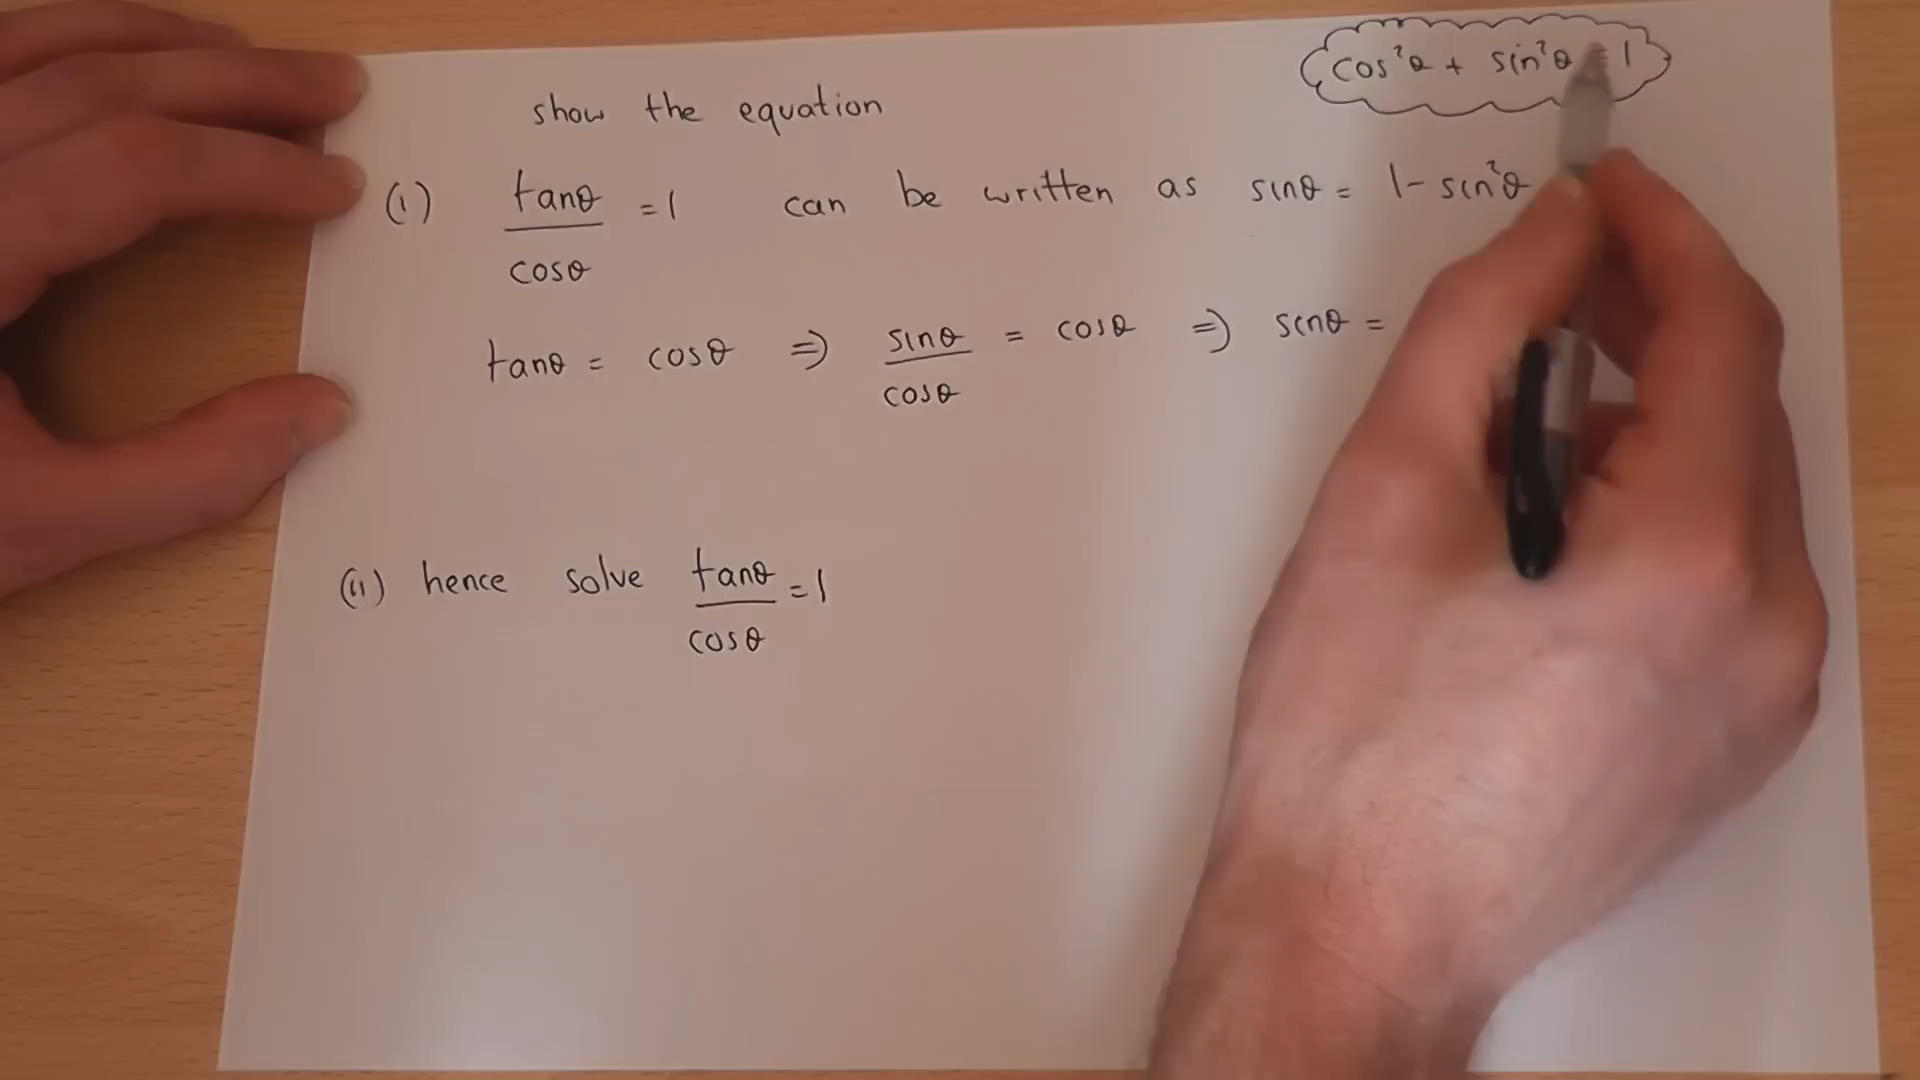 cos²θ + sin²θ = 1
show the equation
(i) tanθ/cosθ = 1 can be written as sinθ = 1 - sin²θ
tanθ = cosθ ⇒ sinθ/cosθ = cosθ ⇒ sinθ =
(ii) hence solve tanθ/cosθ = 1